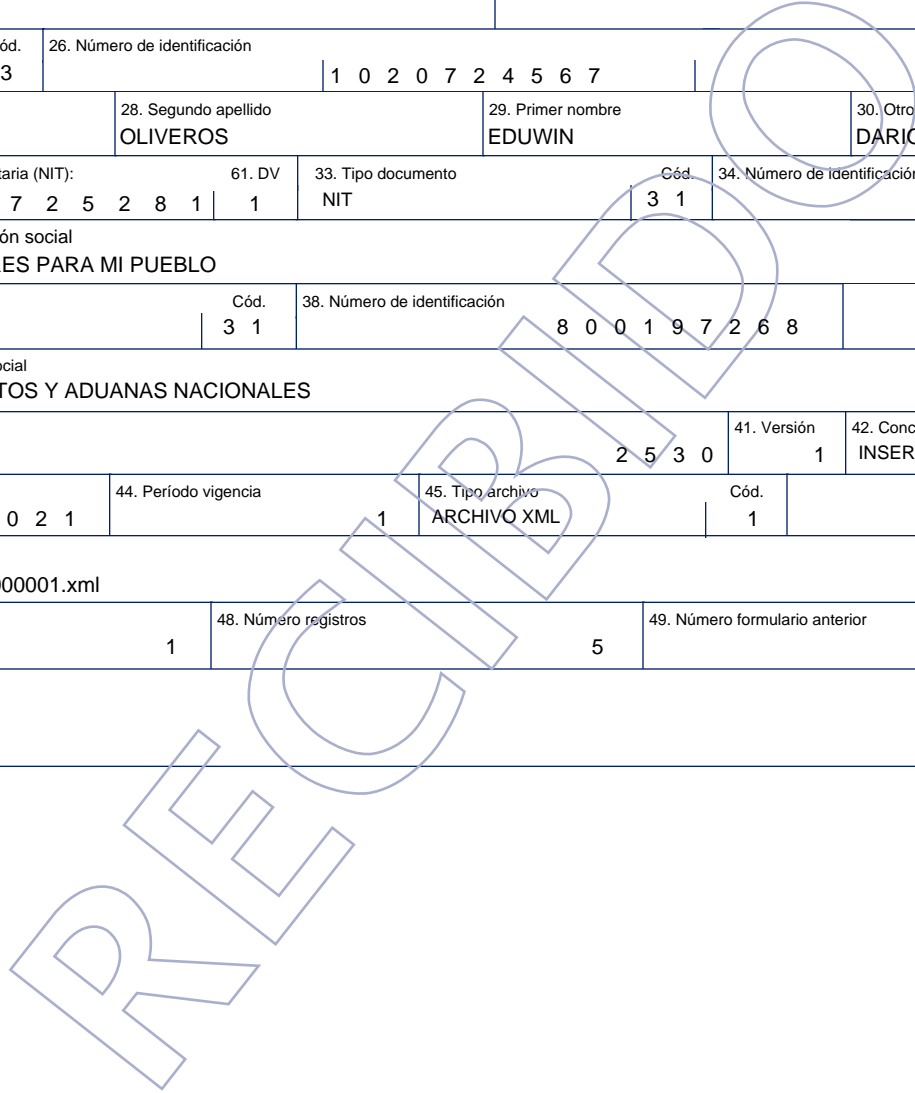 ód. 26. Número de identificación
3 1 0 2 0 7 2 4 5 6 7
28. Segundo apellido 29. Primer nombre 30. Otro
OLIVEROS EDUWIN DARIO
taria (NIT): 61. DV 33. Tipo documento Cód. 34. Número de identificación
7 2 5 2 8 1 1 NIT 3 1
ón social
ES PARA MI PUEBLO
Cód. 38. Número de identificación
3 1 8 0 0 1 9 7 2 6 8
ocial
TOS Y ADUANAS NACIONALES
41. Versión 42. Conc
2 5 3 0 1 INSER
44. Período vigencia 45. Tipo archivo Cód.
0 2 1 1 ARCHIVO XML 1
000001.xml
48. Número registros 49. Número formulario anterior
1 5
RECIBIDO